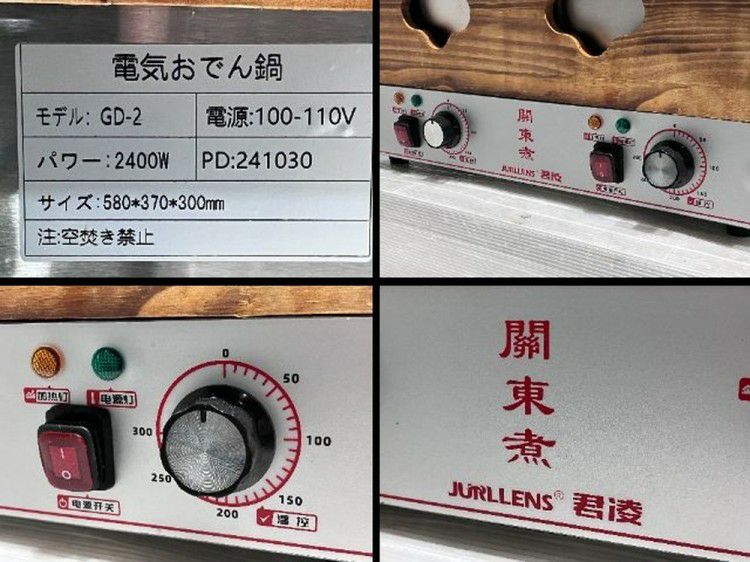 電気おでん鍋
モデル: GD-2
電源:100-110V
パワー:2400W
PD:241030
サイズ:580*370*300mm
注:空焚き禁止
關
東
煮
JURLLENS 君凌
0
50
100
150
200
250
300
加热灯
电源灯
电源开关
温控
關
東
煮
JURLLENS® 君凌